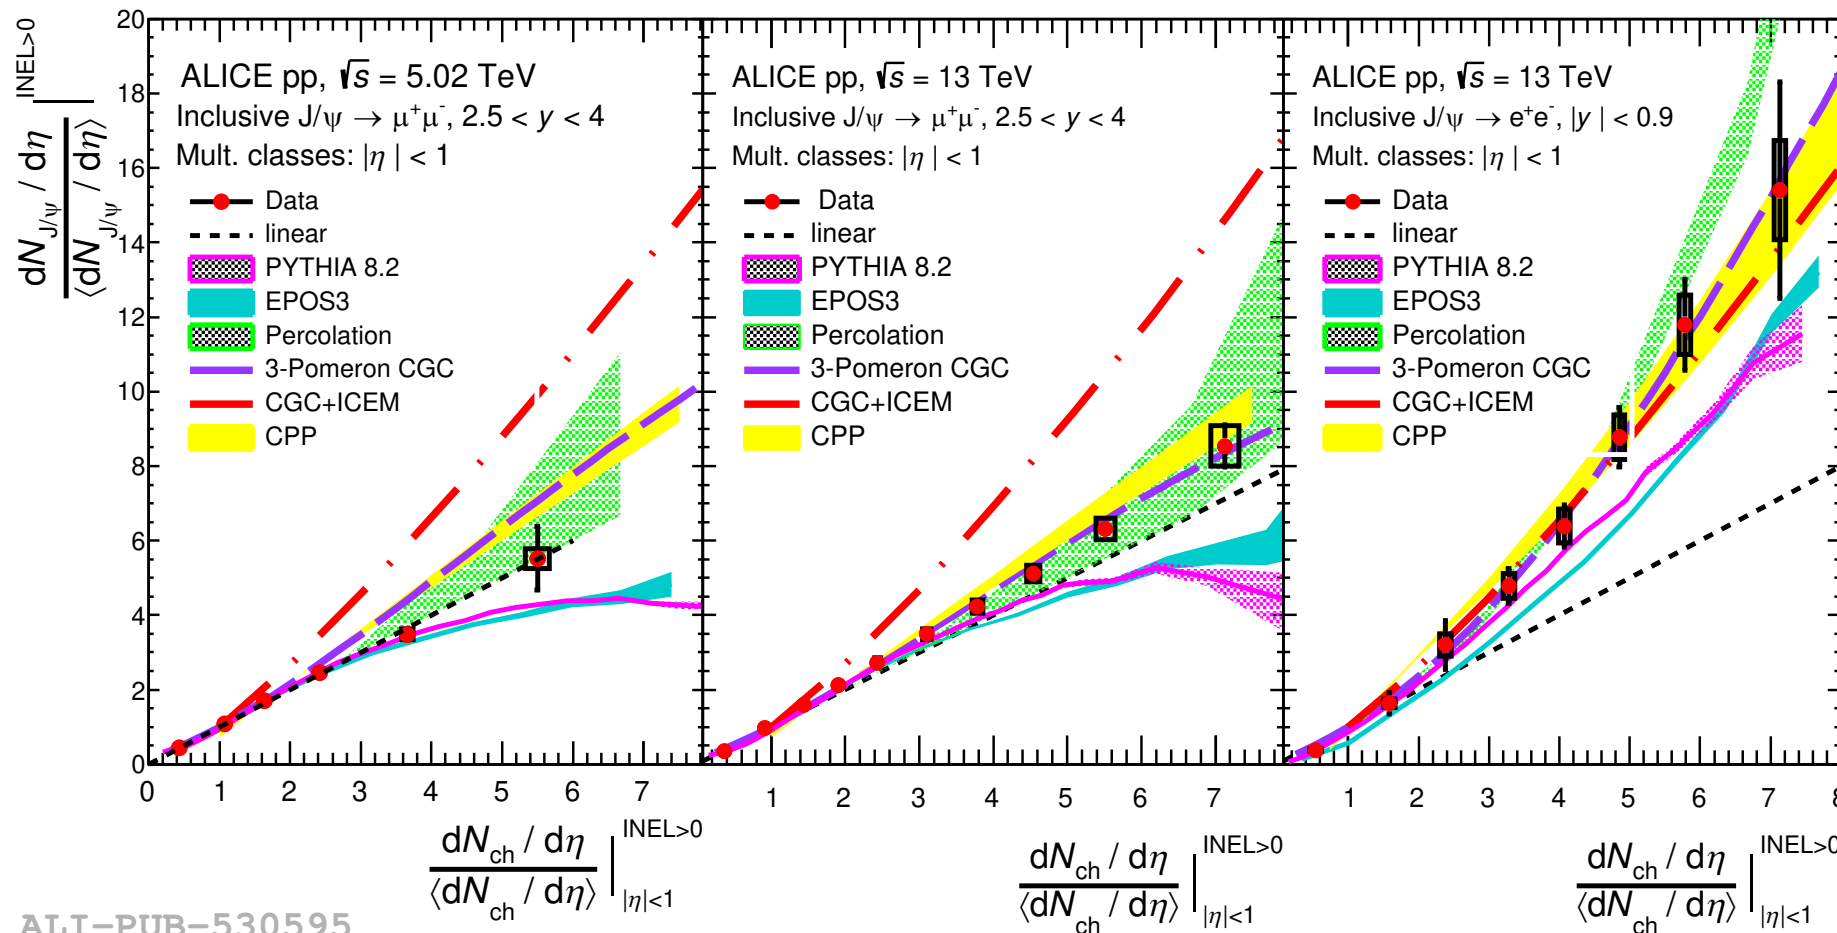 dN_J/ψ / dη
⟨dN_J/ψ / dη⟩ | INEL>0
20
18
16
14
12
10
8
6
4
2
0
ALICE pp, √s = 5.02 TeV
Inclusive J/ψ → μ⁺μ⁻, 2.5 < y < 4
Mult. classes: |η| < 1
Data
linear
PYTHIA 8.2
EPOS3
Percolation
3-Pomeron CGC
CGC+ICEM
CPP
0 1 2 3 4 5 6 7
dN_ch / dη
⟨dN_ch / dη⟩ | INEL>0 |η|<1
ALICE pp, √s = 13 TeV
Inclusive J/ψ → μ⁺μ⁻, 2.5 < y < 4
Mult. classes: |η| < 1
Data
linear
PYTHIA 8.2
EPOS3
Percolation
3-Pomeron CGC
CGC+ICEM
CPP
1 2 3 4 5 6 7
dN_ch / dη
⟨dN_ch / dη⟩ | INEL>0 |η|<1
ALICE pp, √s = 13 TeV
Inclusive J/ψ → e⁺e⁻, |y| < 0.9
Mult. classes: |η| < 1
Data
linear
PYTHIA 8.2
EPOS3
Percolation
3-Pomeron CGC
CGC+ICEM
CPP
1 2 3 4 5 6 7 8
dN_ch / dη
⟨dN_ch / dη⟩ | INEL>0 |η|<1
ALI-PUB-530595